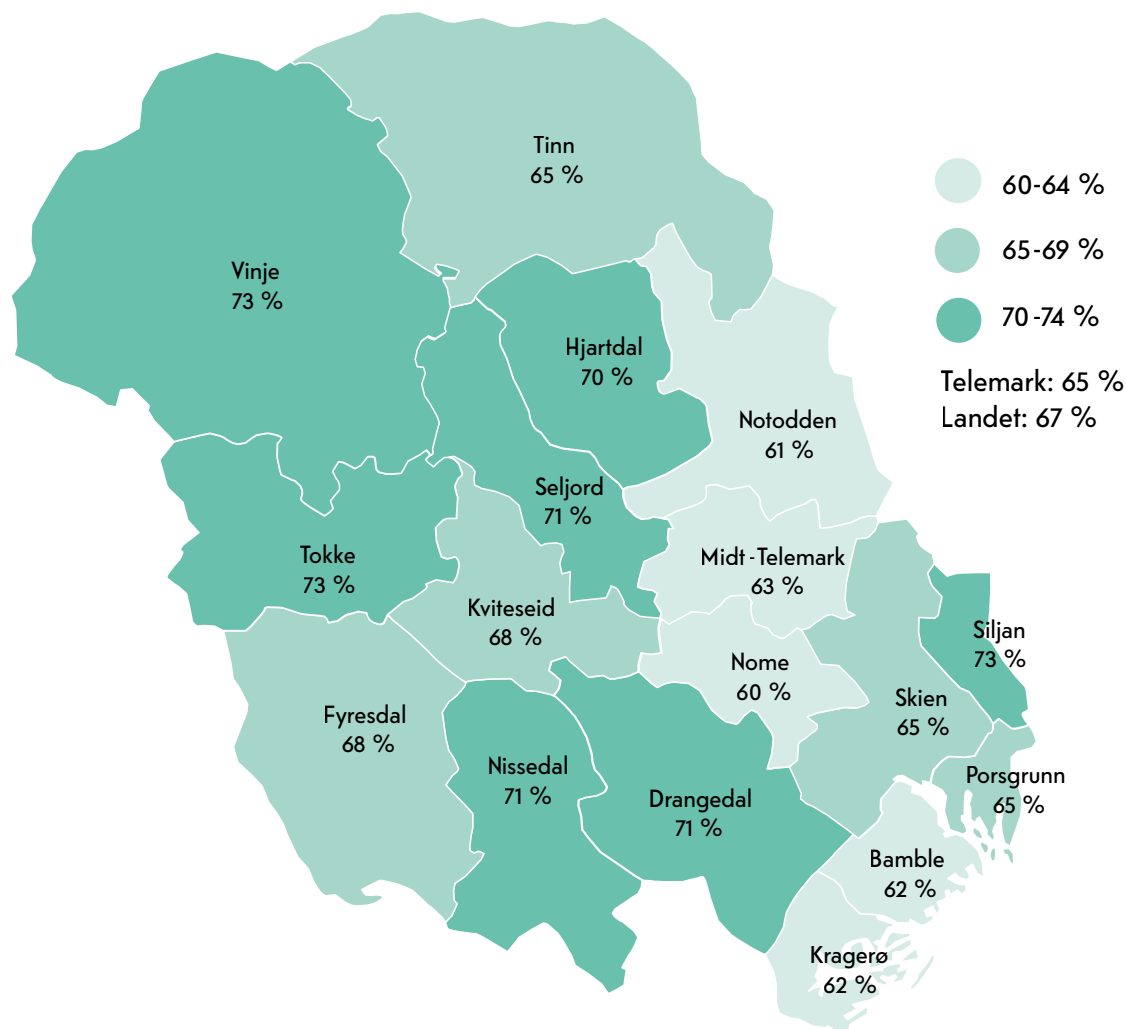 Tinn
65 %
60-64 %
65-69 %
70-74 %
Telemark: 65 %
Landet: 67 %
Vinje
73 %
Hjartdal
70 %
Notodden
61 %
Seljord
71 %
Tokke
73 %
Midt-Telemark
63 %
Kviteseid
68 %
Siljan
73 %
Nome
60 %
Skien
65 %
Fyresdal
68 %
Nissedal
71 %
Drangedal
71 %
Porsgrunn
65 %
Bamble
62 %
Kragerø
62 %